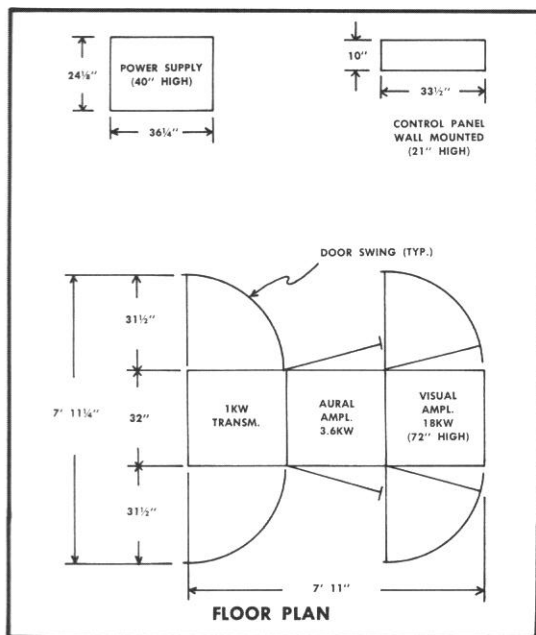 24⅛"
POWER SUPPLY
(40" HIGH)
36¼"
10"
33½"
CONTROL PANEL
WALL MOUNTED
(21" HIGH)
DOOR SWING (TYP.)
31½"
7' 11¼"
32"
1KW
TRANSM.
AURAL
AMPL.
3.6KW
VISUAL
AMPL.
18KW
(72" HIGH)
31½"
7' 11"
FLOOR PLAN